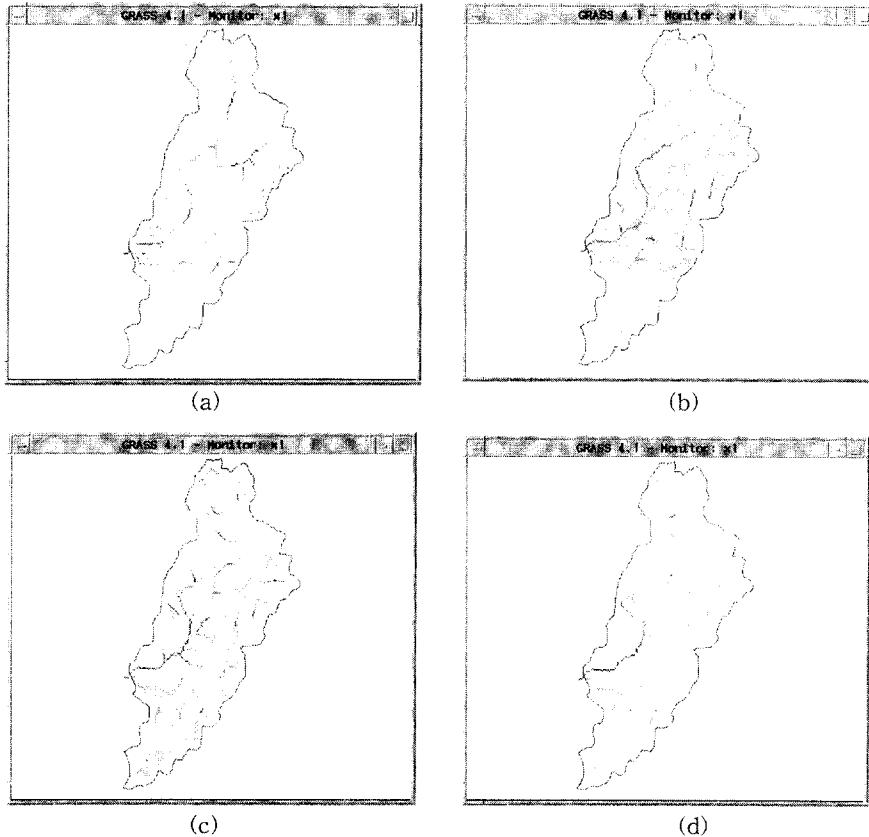 GRASS 4.1 - Monitor: x1
GRASS 4.1 - Monitor: x1
(a)
(b)
GRASS 4.1 - Monitor: x1
GRASS 4.1 - Monitor: x1
(c)
(d)